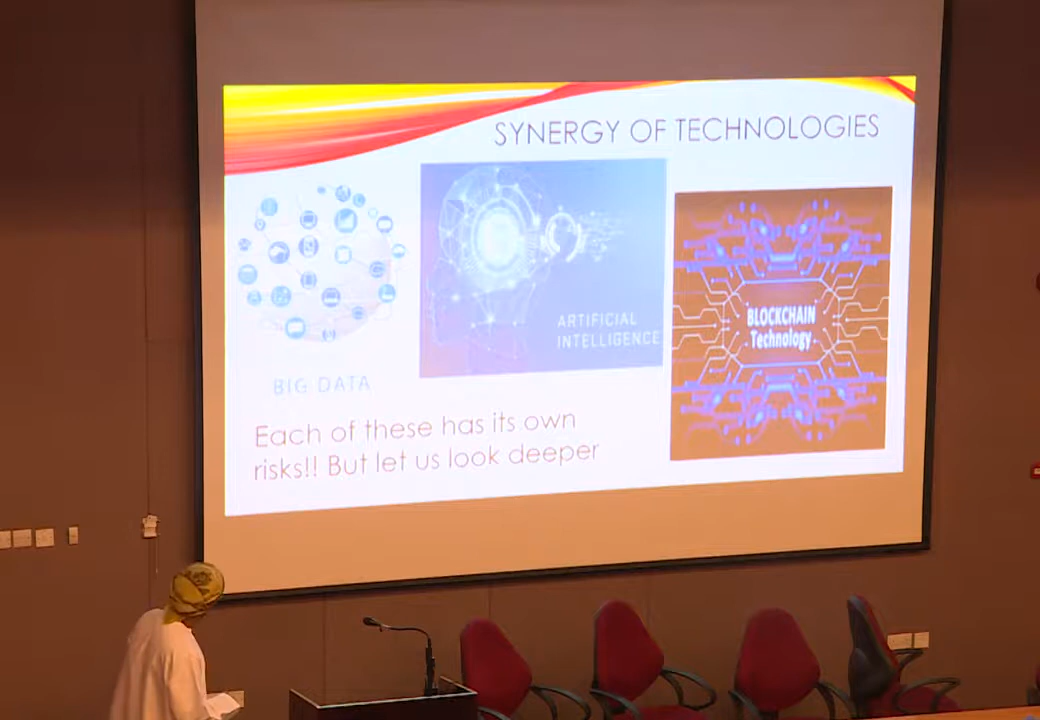 SYNERGY OF TECHNOLOGIES
BIG DATA
ARTIFICIAL
INTELLIGENCE
BLOCKCHAIN
Technology
Each of these has its own
risks!! But let us look deeper